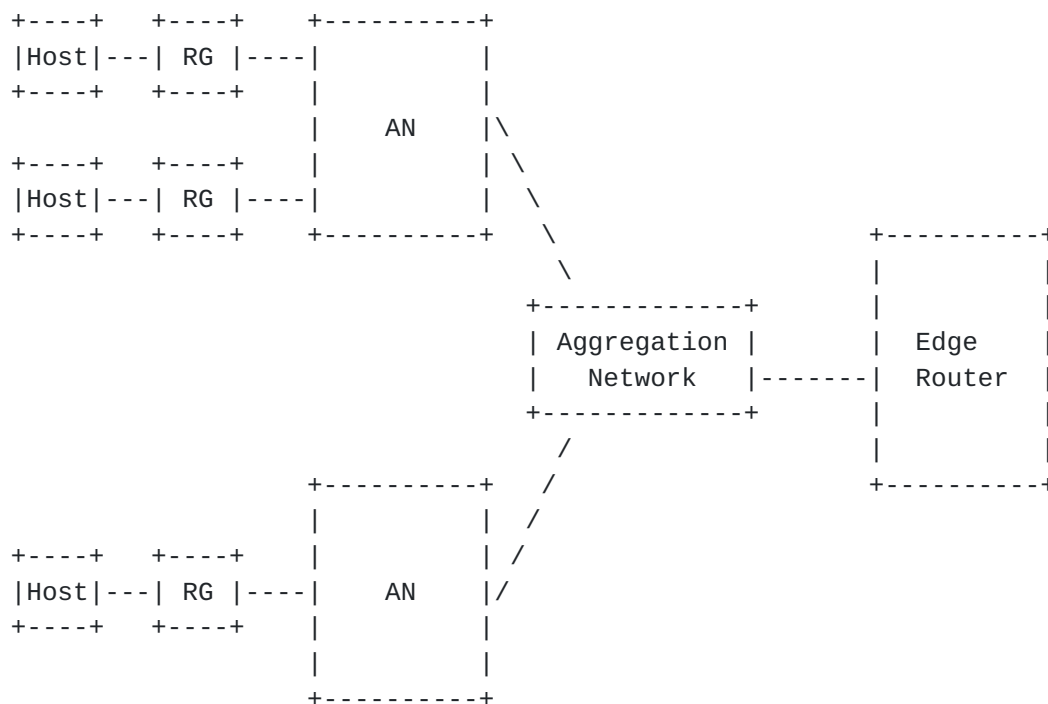 Host RG
AN
Host RG
Aggregation Edge
Network Router
Host RG AN